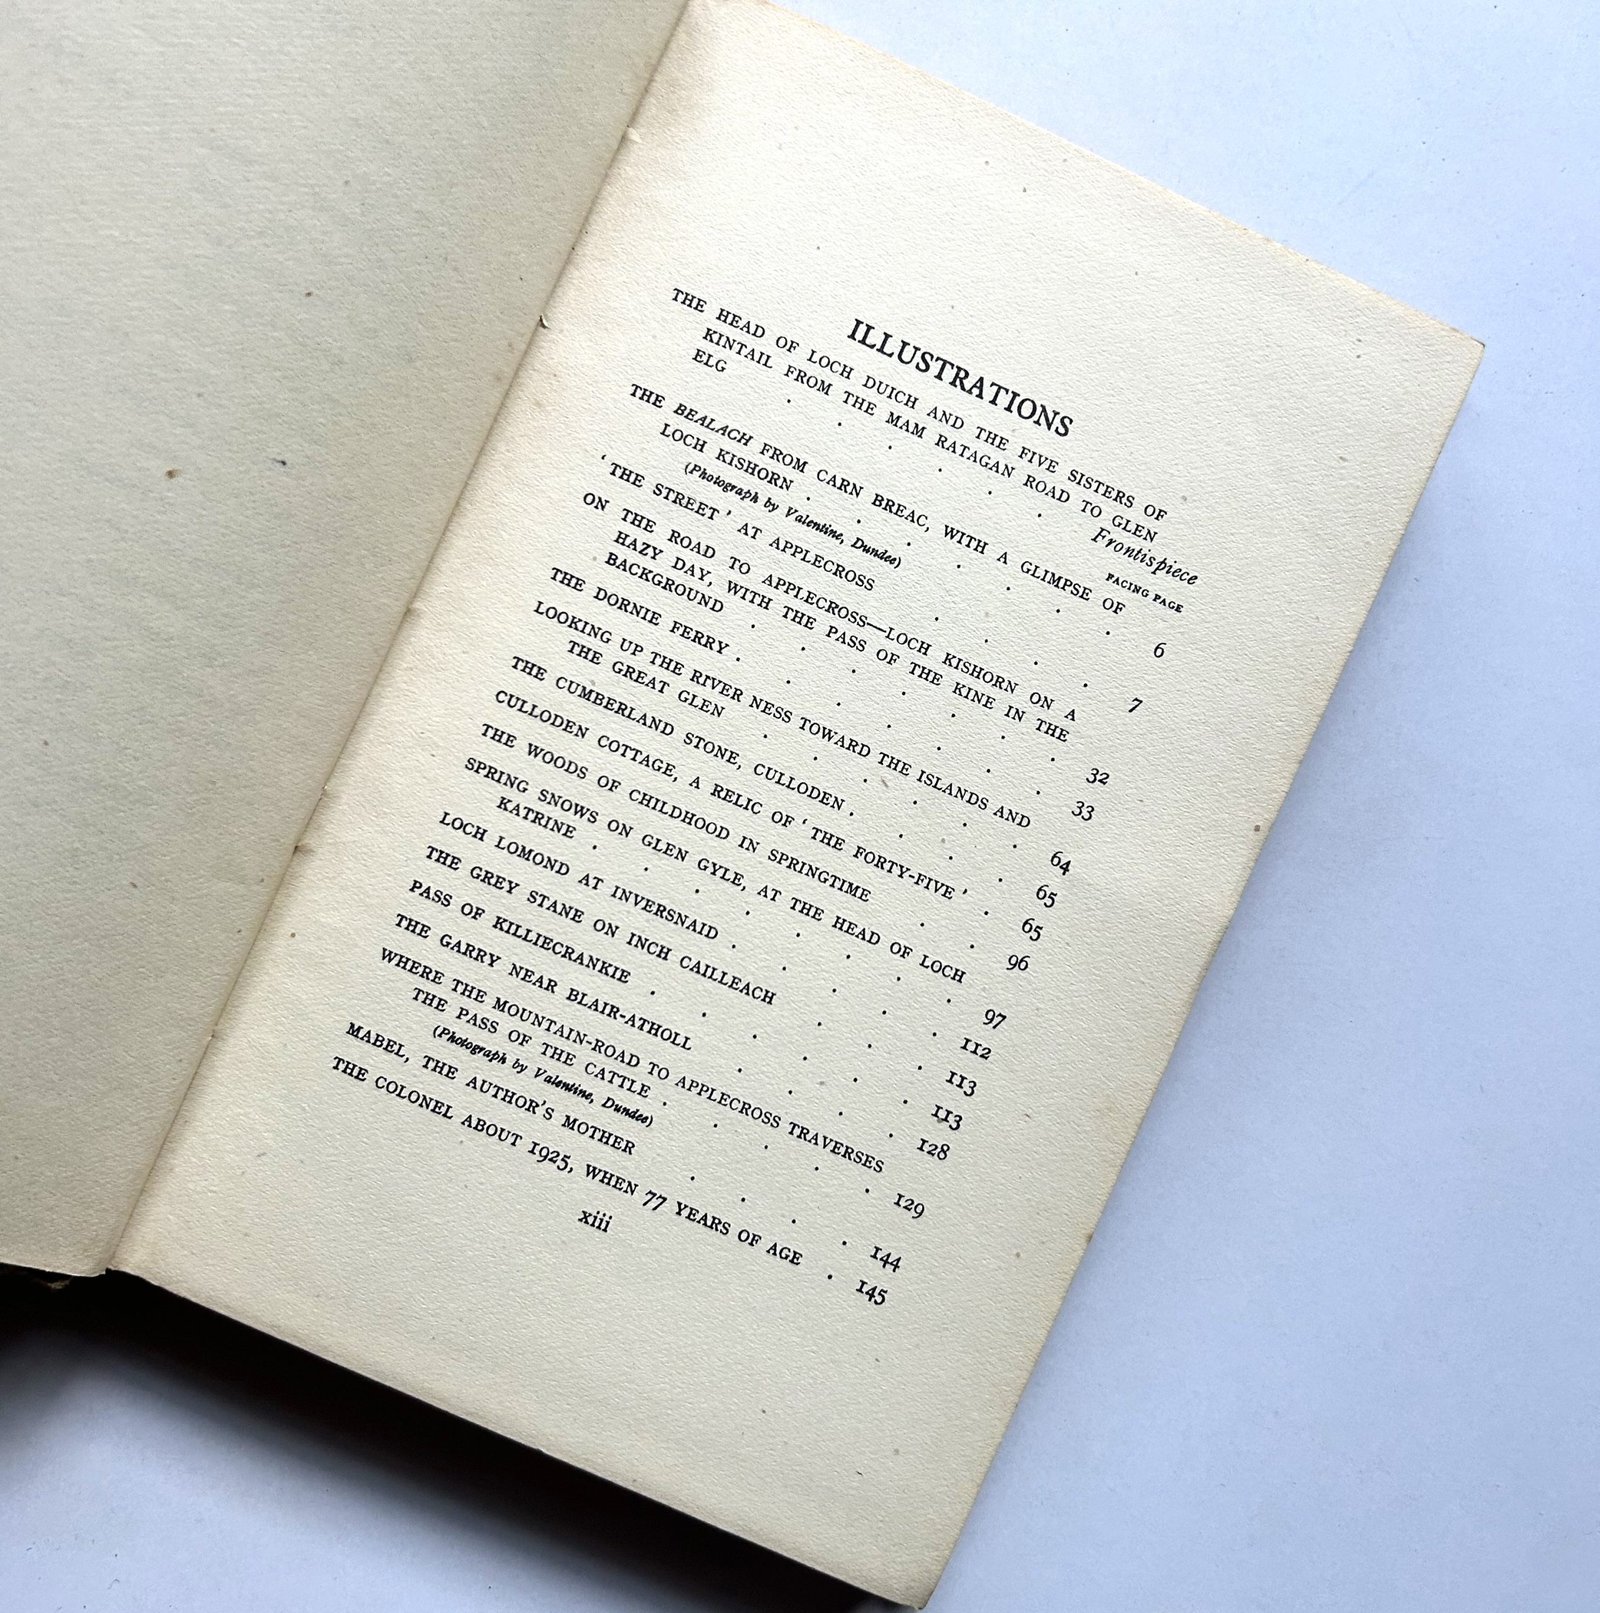 ILLUSTRATIONS
THE HEAD OF LOCH DUICH AND THE FIVE SISTERS OF
KINTAIL FROM THE MAM RATAGAN ROAD TO GLEN
ELG . . . . . . Frontispiece
FACING PAGE
THE BEALACH FROM CARN BREAC, WITH A GLIMPSE OF
LOCH KISHORN . . . . . . . 6
(Photograph by Valentine, Dundee)
'THE STREET' AT APPLECROSS . . . . 7
ON THE ROAD TO APPLECROSS—LOCH KISHORN ON A
HAZY DAY, WITH THE PASS OF THE KINE IN THE
BACKGROUND . . . . . . . 32
THE DORNIE FERRY . . . . . . . 33
LOOKING UP THE RIVER NESS TOWARD THE ISLANDS AND
THE GREAT GLEN . . . . . . 64
THE CUMBERLAND STONE, CULLODEN . . . . 65
CULLODEN COTTAGE, A RELIC OF 'THE FORTY-FIVE' . 65
THE WOODS OF CHILDHOOD IN SPRINGTIME . . 96
SPRING SNOWS ON GLEN GYLE, AT THE HEAD OF LOCH
KATRINE . . . . . . . . 97
LOCH LOMOND AT INVERSNAID . . . . . 112
THE GREY STANE ON INCH CAILLEACH . . . . 113
PASS OF KILLIECRANKIE . . . . . . 113
THE GARRY NEAR BLAIR-ATHOLL . . . . 128
WHERE THE MOUNTAIN-ROAD TO APPLECROSS TRAVERSES
THE PASS OF THE CATTLE . . . . . 129
(Photograph by Valentine, Dundee)
MABEL, THE AUTHOR'S MOTHER . . . . 144
THE COLONEL ABOUT 1925, WHEN 77 YEARS OF AGE . 145
xiii